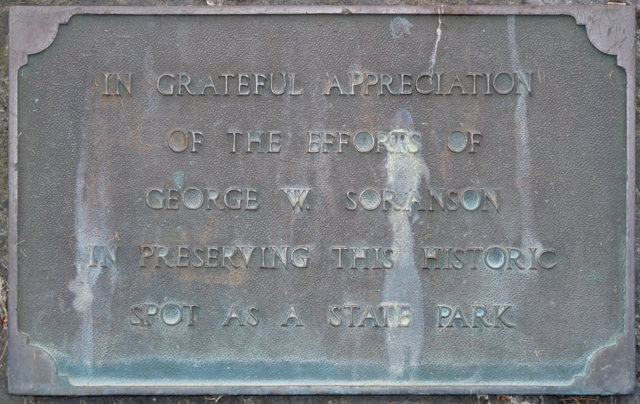 IN GRATEFUL APPRECIATION
OF THE EFFORTS OF
GEORGE W. SORANSON
IN PRESERVING THIS HISTORIC
SPOT AS A STATE PARK